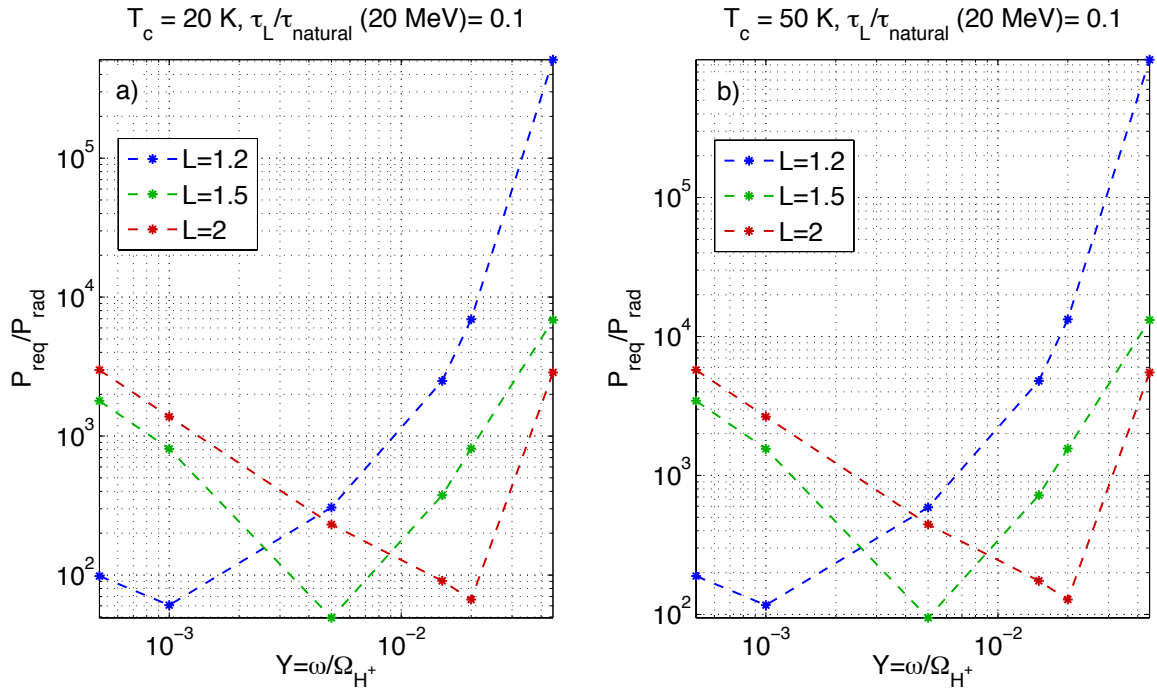 T_c = 20 K, τ_L/τ_natural (20 MeV)= 0.1
a)
L=1.2
L=1.5
L=2
P_req/P_rad
10^5
10^4
10^3
10^2
10^-3
10^-2
Y=ω/Ω_H+
T_c = 50 K, τ_L/τ_natural (20 MeV)= 0.1
b)
L=1.2
L=1.5
L=2
P_req/P_rad
10^5
10^4
10^3
10^2
10^-3
10^-2
Y=ω/Ω_H+